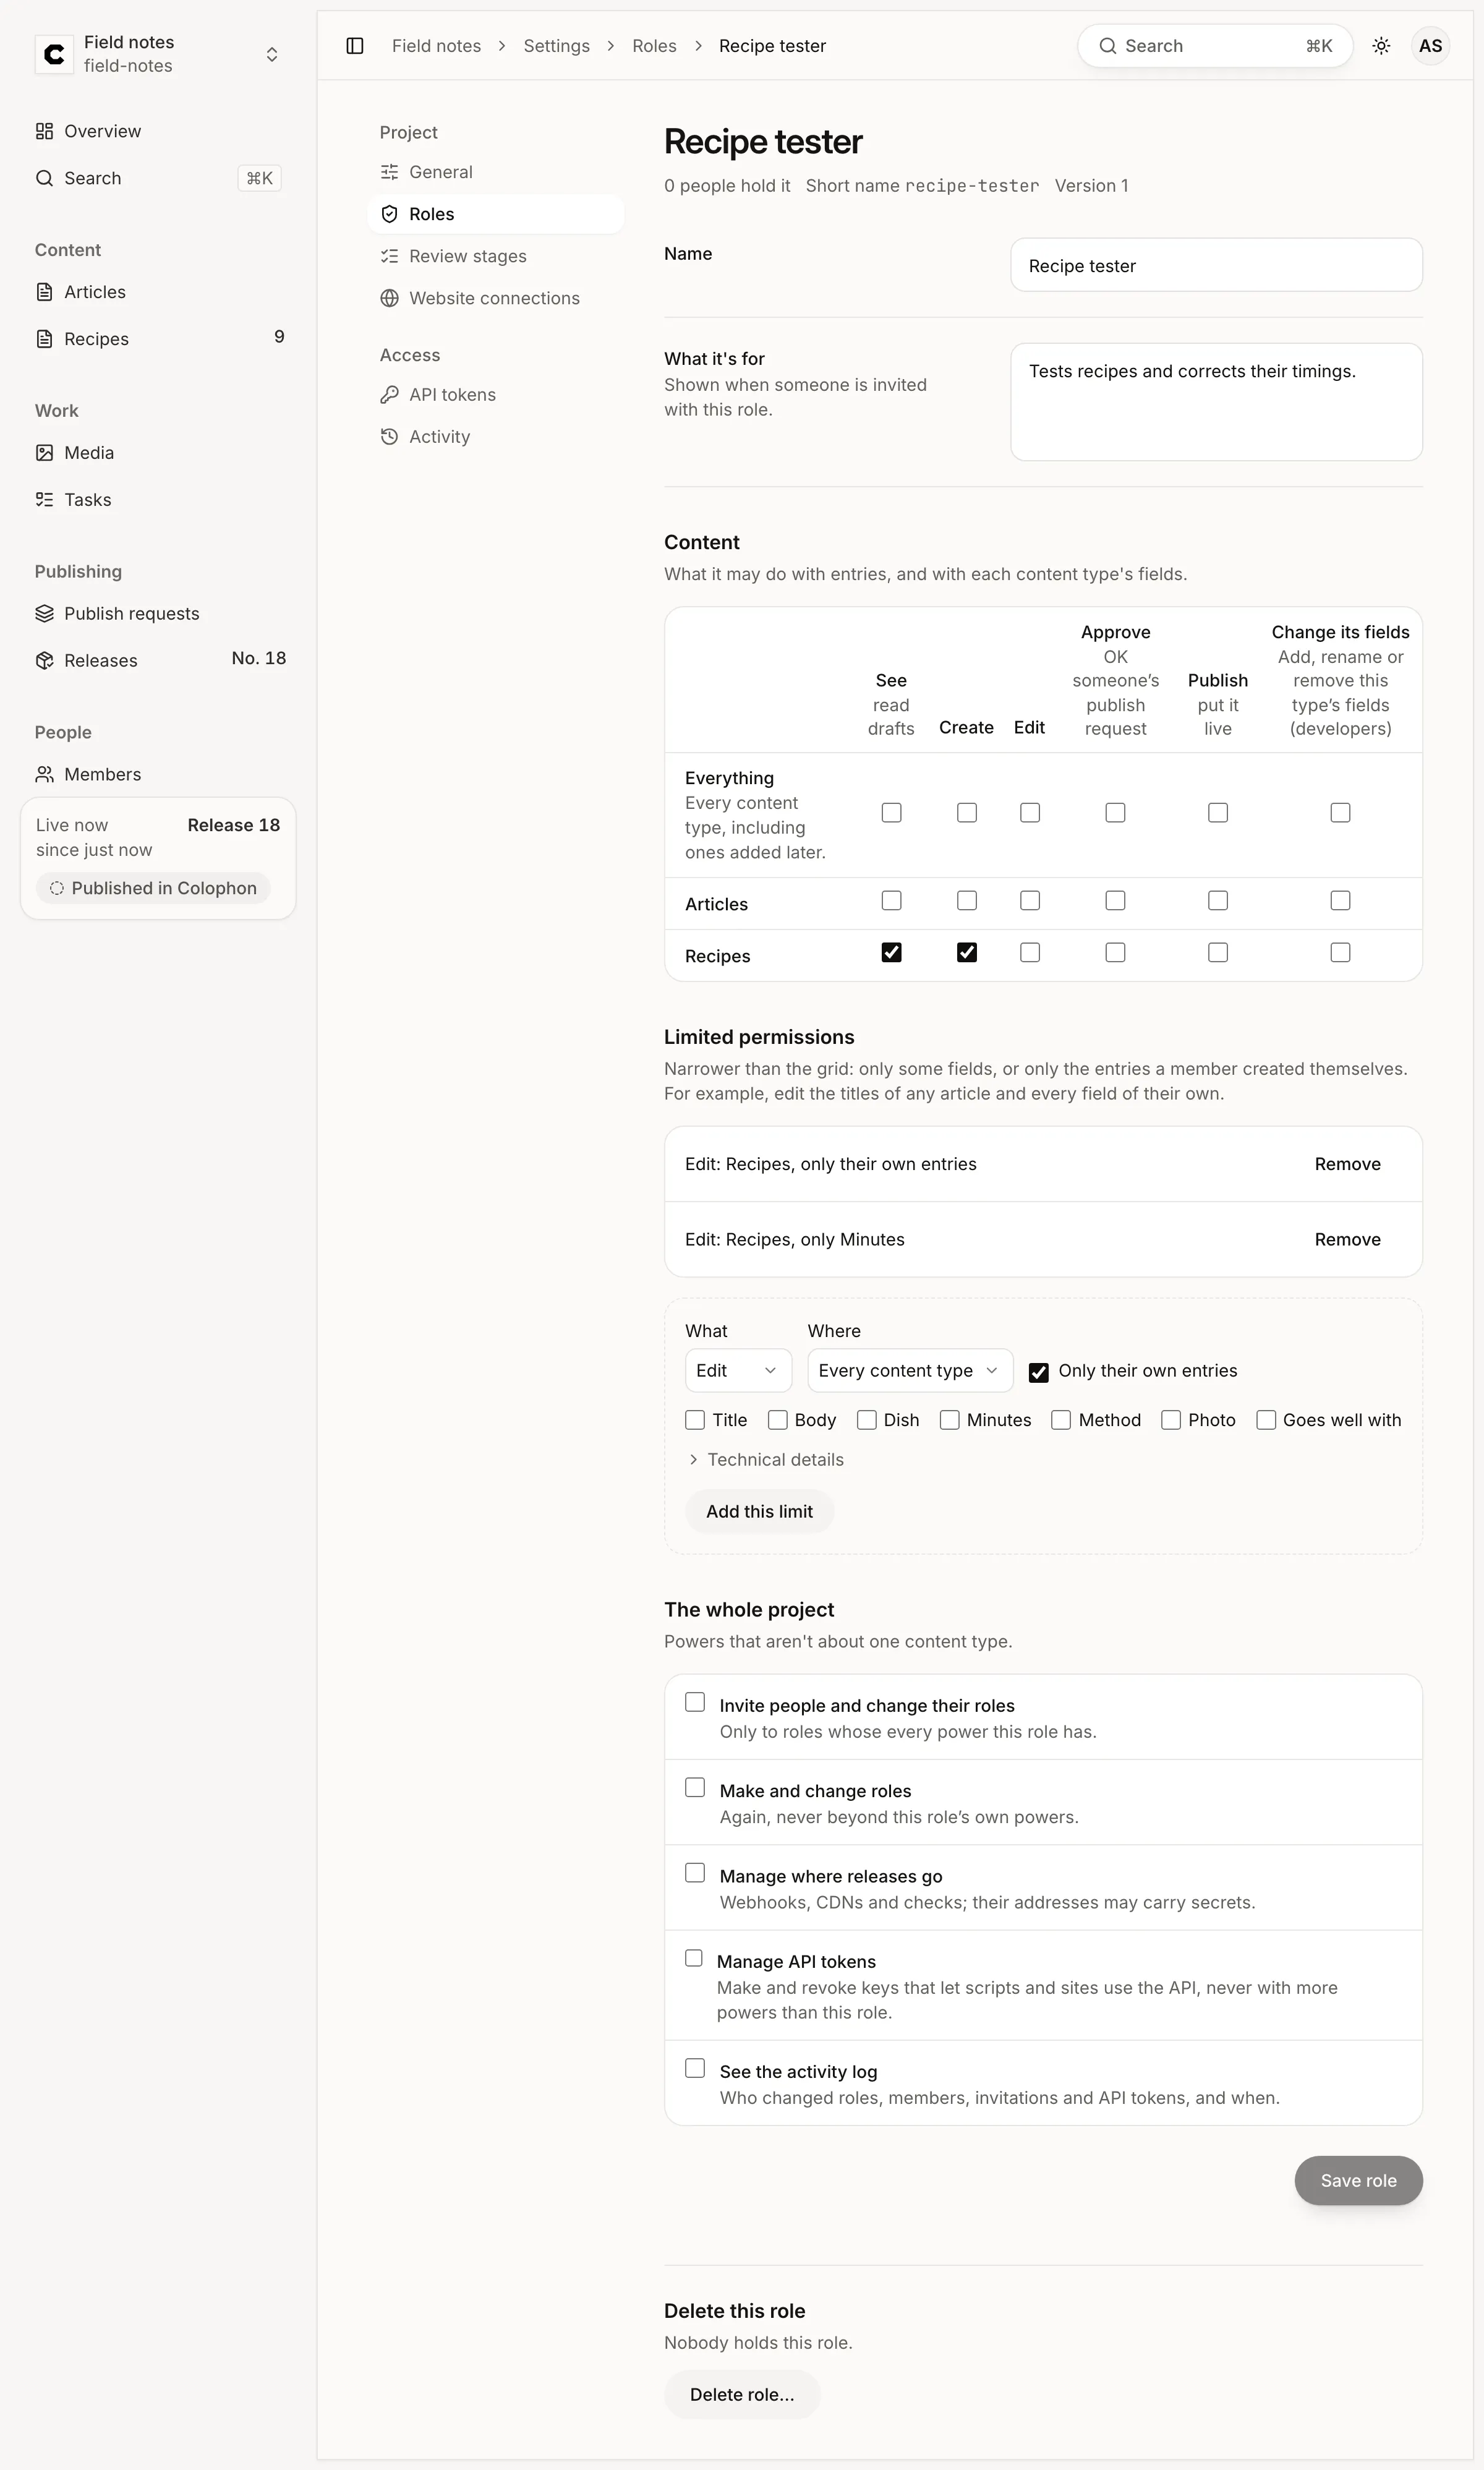 Field notes
field-notes
Overview
Search ⌘K
Content
Articles
Recipes 9
Work
Media
Tasks
Publishing
Publish requests
Releases No. 18
People
Members
Live now Release 18
since just now
Published in Colophon
Field notes > Settings > Roles > Recipe tester
Search ⌘K
AS
Project
General
Roles
Review stages
Website connections
Access
API tokens
Activity
Recipe tester
0 people hold it Short name recipe-tester Version 1
Name
Recipe tester
What it's for
Shown when someone is invited
with this role.
Tests recipes and corrects their timings.
Content
What it may do with entries, and with each content type's fields.
See
read
drafts
Create
Edit
Approve
OK
someone’s
publish
request
Publish
put it
live
Change its fields
Add, rename or
remove this
type’s fields
(developers)
Everything
Every content
type, including
ones added later.
Articles
Recipes
Limited permissions
Narrower than the grid: only some fields, or only the entries a member created themselves.
For example, edit the titles of any article and every field of their own.
Edit: Recipes, only their own entries Remove
Edit: Recipes, only Minutes Remove
What Where
Edit Every content type Only their own entries
Title Body Dish Minutes Method Photo Goes well with
Technical details
Add this limit
The whole project
Powers that aren't about one content type.
Invite people and change their roles
Only to roles whose every power this role has.
Make and change roles
Again, never beyond this role’s own powers.
Manage where releases go
Webhooks, CDNs and checks; their addresses may carry secrets.
Manage API tokens
Make and revoke keys that let scripts and sites use the API, never with more
powers than this role.
See the activity log
Who changed roles, members, invitations and API tokens, and when.
Save role
Delete this role
Nobody holds this role.
Delete role…